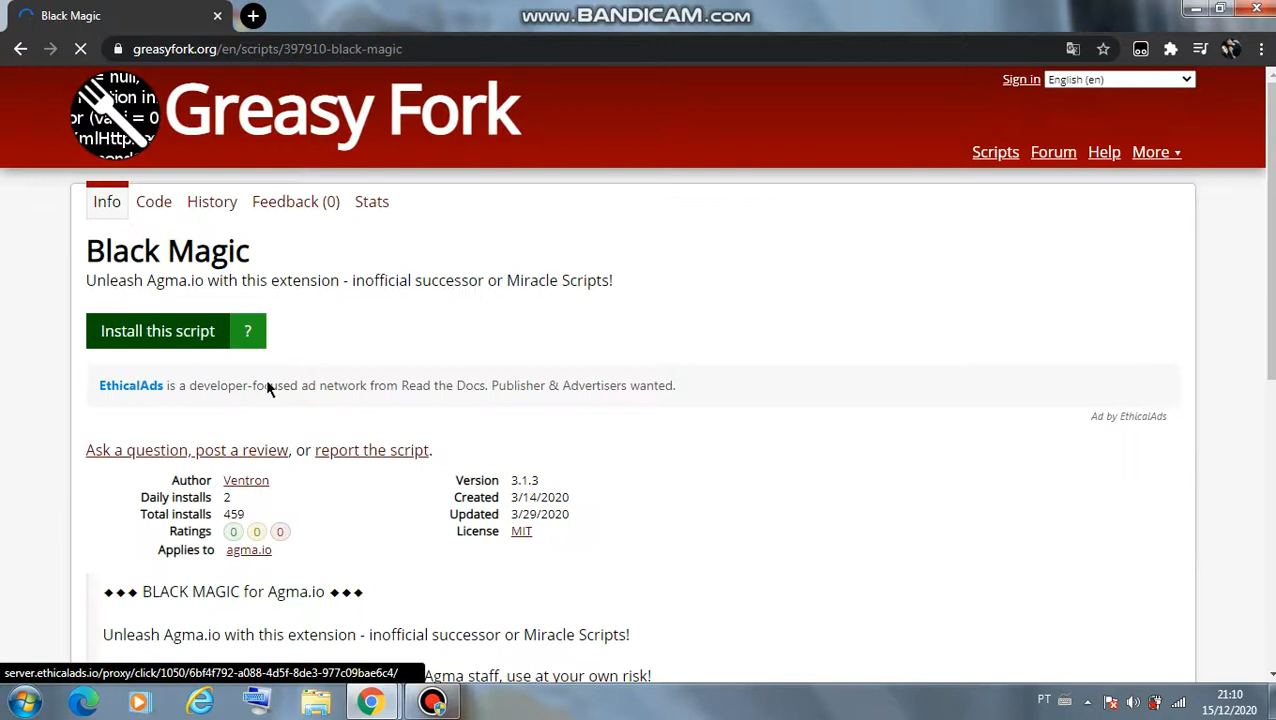 Black Magic
www.BANDICAM.com
greasyfork.org/en/scripts/397910-black-magic
= null,
unction in
or (va i = 0
mlHttp
Greasy Fork
Sign in English (en)
Scripts Forum Help More
Info Code History Feedback (0) Stats
Black Magic
Unleash Agma.io with this extension - inofficial successor or Miracle Scripts!
Install this script ?
EthicalAds is a developer-focused ad network from Read the Docs. Publisher & Advertisers wanted.
Ad by EthicalAds
Ask a question, post a review, or report the script.
Author Ventron Version 3.1.3
Daily installs 2 Created 3/14/2020
Total installs 459 Updated 3/29/2020
Ratings 0 0 0 License MIT
Applies to agma.io
◆◆◆ BLACK MAGIC for Agma.io ◆◆◆
Unleash Agma.io with this extension - inofficial successor or Miracle Scripts!
Agma staff, use at your own risk!
server.ethicalads.io/proxy/click/1050/6bf4f792-a088-4d5f-8de3-977c09bae6c4/
PT 21:10
15/12/2020